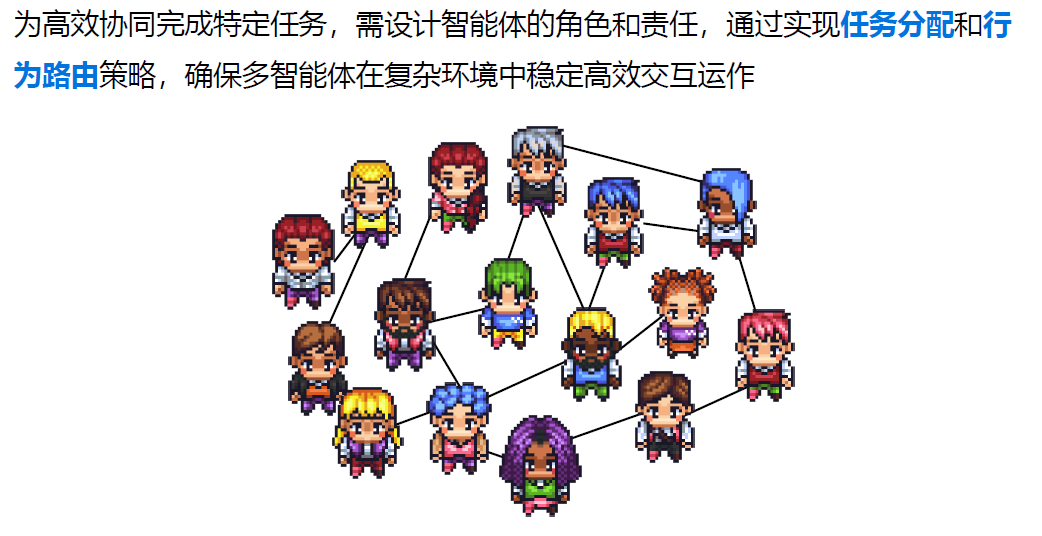 为高效协同完成特定任务，需设计智能体的角色和责任，通过实现任务分配和行
为路由策略，确保多智能体在复杂环境中稳定高效交互运作